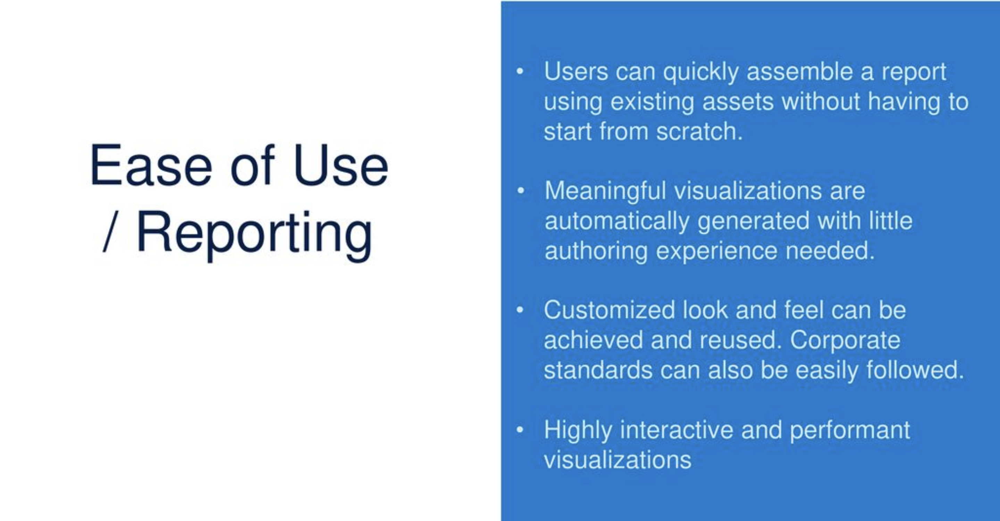 Ease of Use
/ Reporting
• Users can quickly assemble a report
using existing assets without having to
start from scratch.
• Meaningful visualizations are
automatically generated with little
authoring experience needed.
• Customized look and feel can be
achieved and reused. Corporate
standards can also be easily followed.
• Highly interactive and performant
visualizations